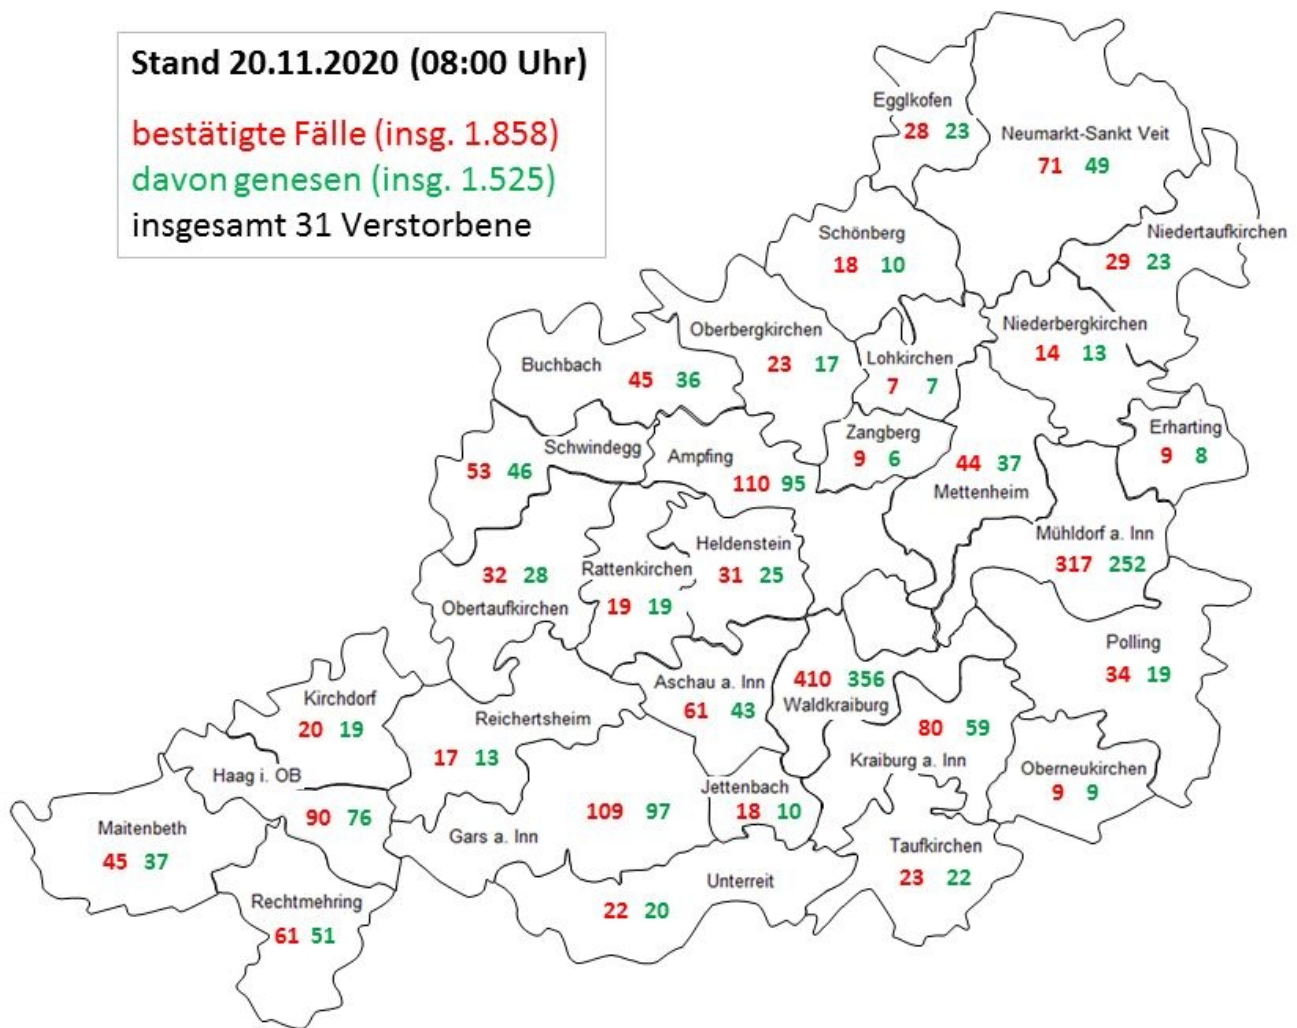 Stand 20.11.2020 (08:00 Uhr)
bestätigte Fälle (insg. 1.858)
davon genesen (insg. 1.525)
insgesamt 31 Verstorbene
Egglkofen
28 23
Neumarkt-Sankt Veit
71 49
Schönberg
18 10
Niedertaufkirchen
29 23
Oberbergkirchen
23 17
Niederbergkirchen
14 13
Buchbach
45 36
Lohkirchen
7 7
Zangberg
9 6
Erharting
9 8
Schwindegg
53 46
Ampfing
110 95
44 37
Mettenheim
Mühldorf a. Inn
317 252
Heldenstein
31 25
32 28
Obertaufkirchen
Rattenkirchen
19 19
Polling
34 19
Kirchdorf
20 19
Reichertsheim
17 13
Aschau a. Inn
61 43
410 356
Waldkraiburg
80 59
Kraiburg a. Inn
Haag i. OB
90 76
Oberneukirchen
9 9
Jettenbach
18 10
Maitenbeth
45 37
Gars a. Inn
109 97
Taufkirchen
23 22
Rechtmehring
61 51
Unterreit
22 20